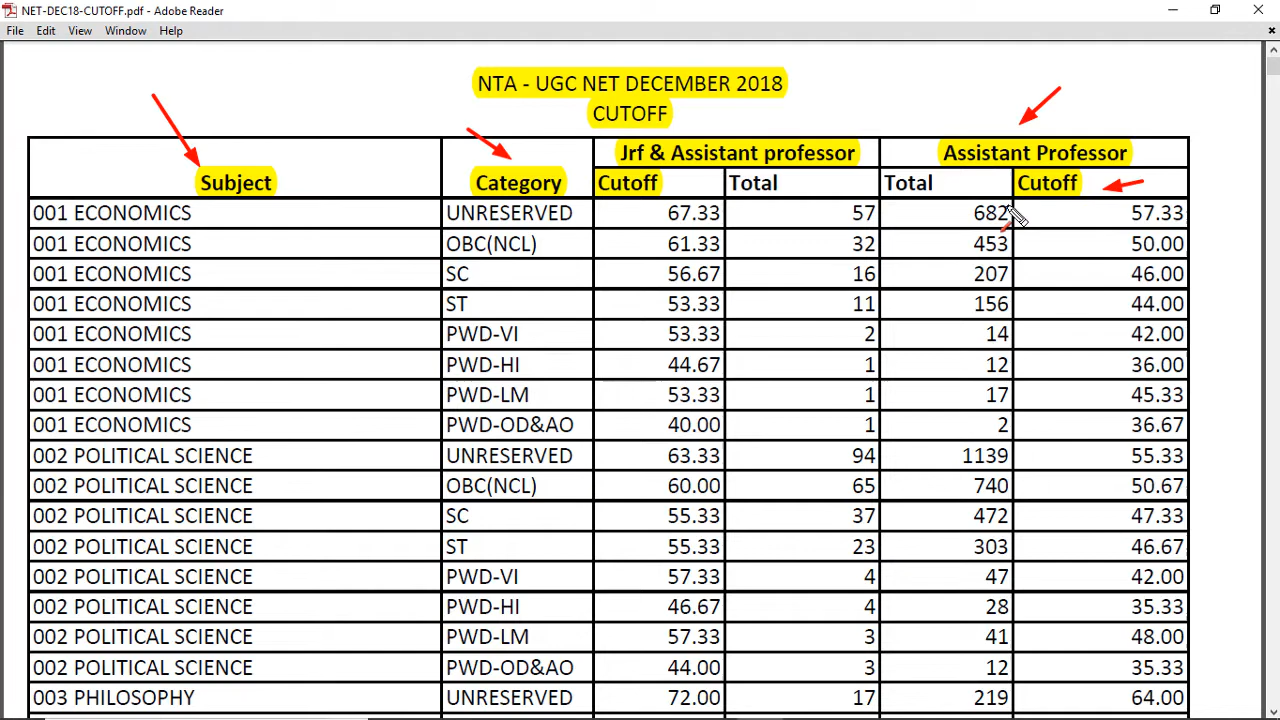 NET-DEC18-CUTOFF.pdf - Adobe Reader
File Edit View Window Help
NTA - UGC NET DECEMBER 2018
CUTOFF
Jrf & Assistant professor Assistant Professor
Subject Category Cutoff Total Total Cutoff
001 ECONOMICS UNRESERVED 67.33 57 682 57.33
001 ECONOMICS OBC(NCL) 61.33 32 453 50.00
001 ECONOMICS SC 56.67 16 207 46.00
001 ECONOMICS ST 53.33 11 156 44.00
001 ECONOMICS PWD-VI 53.33 2 14 42.00
001 ECONOMICS PWD-HI 44.67 1 12 36.00
001 ECONOMICS PWD-LM 53.33 1 17 45.33
001 ECONOMICS PWD-OD&AO 40.00 1 2 36.67
002 POLITICAL SCIENCE UNRESERVED 63.33 94 1139 55.33
002 POLITICAL SCIENCE OBC(NCL) 60.00 65 740 50.67
002 POLITICAL SCIENCE SC 55.33 37 472 47.33
002 POLITICAL SCIENCE ST 55.33 23 303 46.67
002 POLITICAL SCIENCE PWD-VI 57.33 4 47 42.00
002 POLITICAL SCIENCE PWD-HI 46.67 4 28 35.33
002 POLITICAL SCIENCE PWD-LM 57.33 3 41 48.00
002 POLITICAL SCIENCE PWD-OD&AO 44.00 3 12 35.33
003 PHILOSOPHY UNRESERVED 72.00 17 219 64.00